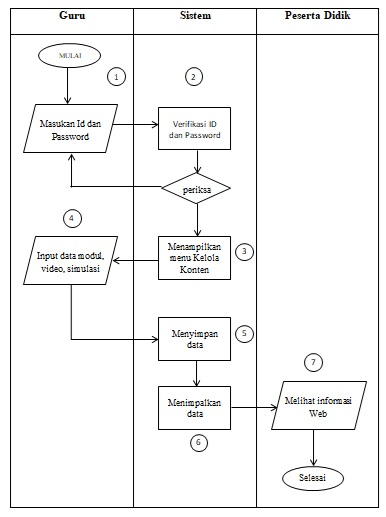 Guru
Sistem
Peserta Didik
MULAI
1
2
Masukan Id dan
Password
Verifikasi ID
dan Password
periksa
4
3
Input data modul,
video, simulasi
Menampilkan
menu Kelola
Konten
5
Menyimpan
data
7
Menimpalkan
data
Melihat informasi
Web
6
Selesai